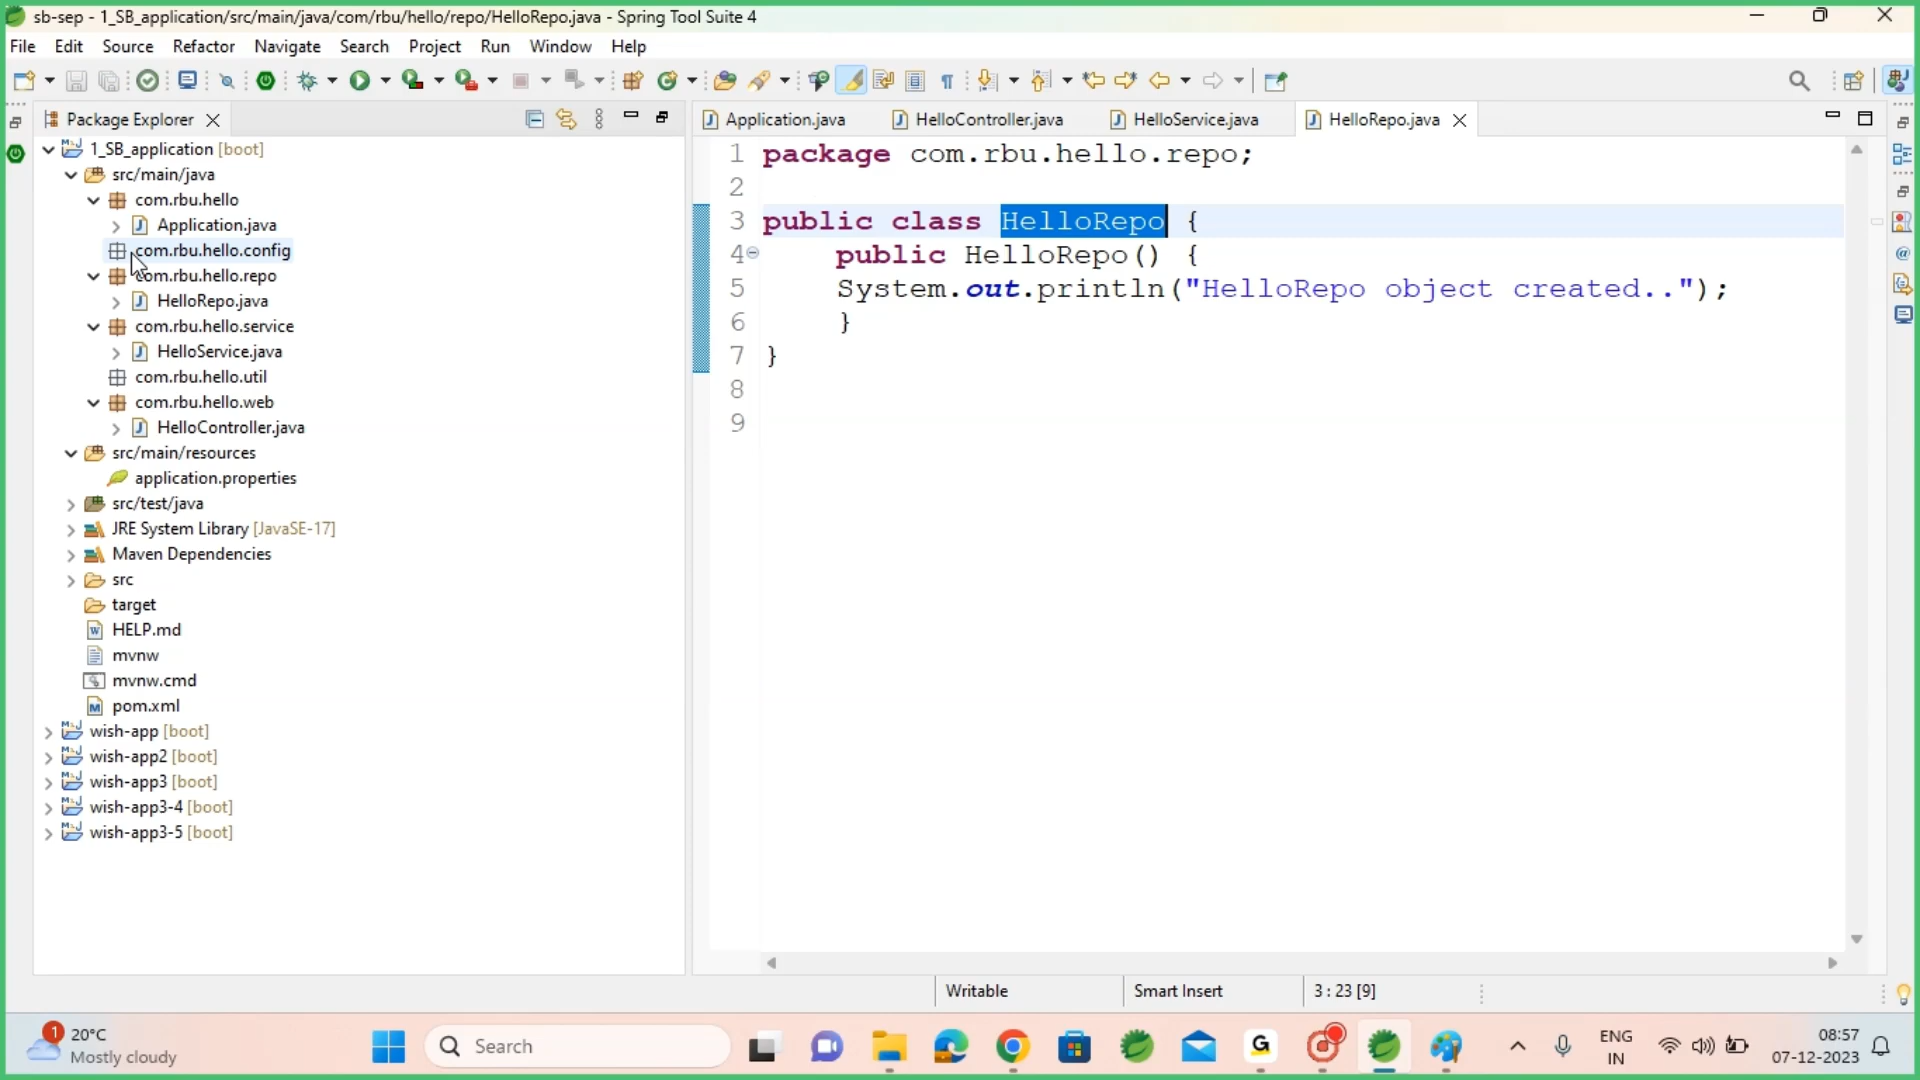 sb-sep - 1_SB_application/src/main/java/com/rbu/hello/repo/HelloRepo.java - Spring Tool Suite 4
File Edit Source Refactor Navigate Search Project Run Window Help
Package Explorer
1_SB_application [boot]
src/main/java
com.rbu.hello
Application.java
com.rbu.hello.config
com.rbu.hello.repo
HelloRepo.java
com.rbu.hello.service
HelloService.java
com.rbu.hello.util
com.rbu.hello.web
HelloController.java
src/main/resources
application.properties
src/test/java
JRE System Library [JavaSE-17]
Maven Dependencies
src
target
HELP.md
mvnw
mvnw.cmd
pom.xml
wish-app [boot]
wish-app2 [boot]
wish-app3 [boot]
wish-app3-4 [boot]
wish-app3-5 [boot]
Application.java HelloController.java HelloService.java HelloRepo.java
1 package com.rbu.hello.repo;
2
3 public class HelloRepo {
4 public HelloRepo() {
5 System.out.println("HelloRepo object created..");
6 }
7 }
8
9
Writable Smart Insert 3 : 23 [9]
1 20°C
Mostly cloudy
Search
G
ENG
IN
08:57
07-12-2023